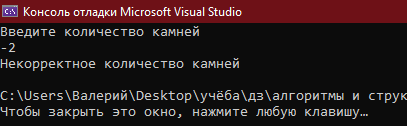 Консоль отладки Microsoft Visual Studio
Введите количество камней
-2
Некорректное количество камней
C:\Users\Валерий\Desktop\учёба\дз\алгоритмы и струк
Чтобы закрыть это окно, нажмите любую клавишу…